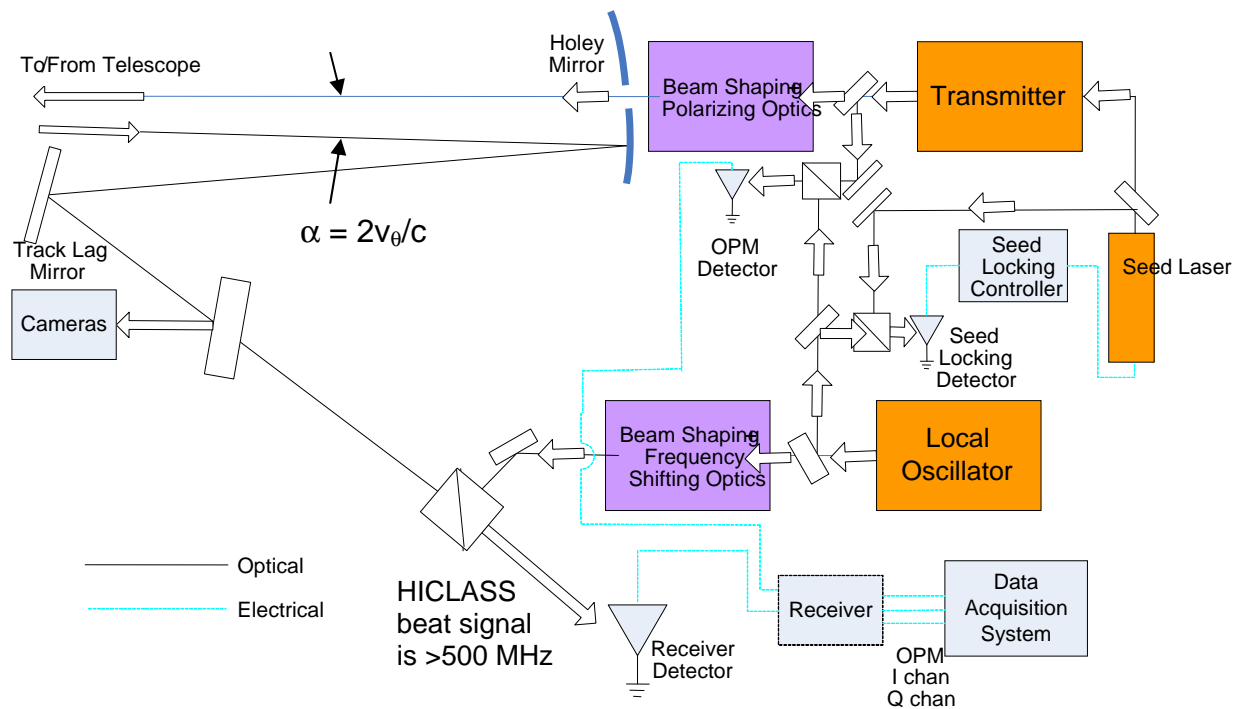 To/From Telescope
Holey
Mirror
Beam Shaping +
Polarizing Optics
Transmitter
α = 2vθ/c
OPM
Detector
Seed
Locking
Controller
Seed Laser
Track Lag
Mirror
Cameras
Seed
Locking
Detector
Beam Shaping +
Frequency
Shifting Optics
Local
Oscillator
Optical
Electrical
HICLASS
beat signal
is >500 MHz
Receiver
Detector
Receiver
Data
Acquisition
System
OPM
I chan
Q chan